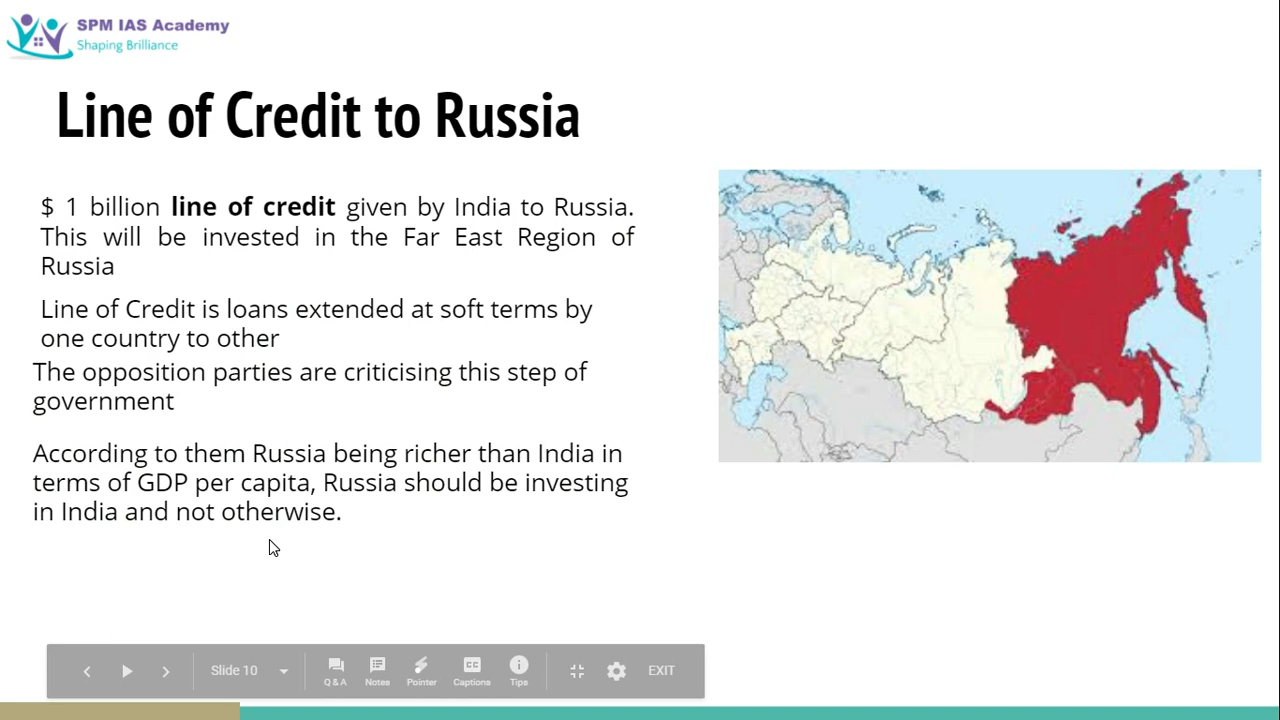 SPM IAS Academy
Shaping Brilliance
Line of Credit to Russia
$ 1 billion line of credit given by India to Russia.
This will be invested in the Far East Region of
Russia
Line of Credit is loans extended at soft terms by
one country to other
The opposition parties are criticising this step of
government
According to them Russia being richer than India in
terms of GDP per capita, Russia should be investing
in India and not otherwise.
Slide 10
Q & A
Notes
Pointer
CC
Captions
Tips
EXIT